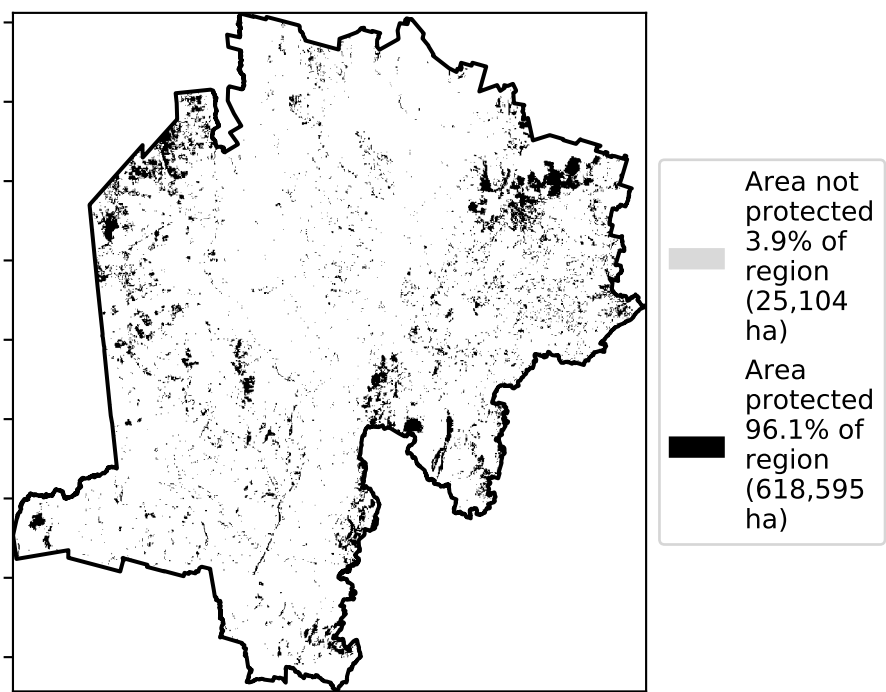 Area not
protected
3.9% of
region
(25,104
ha)
Area
protected
96.1% of
region
(618,595
ha)